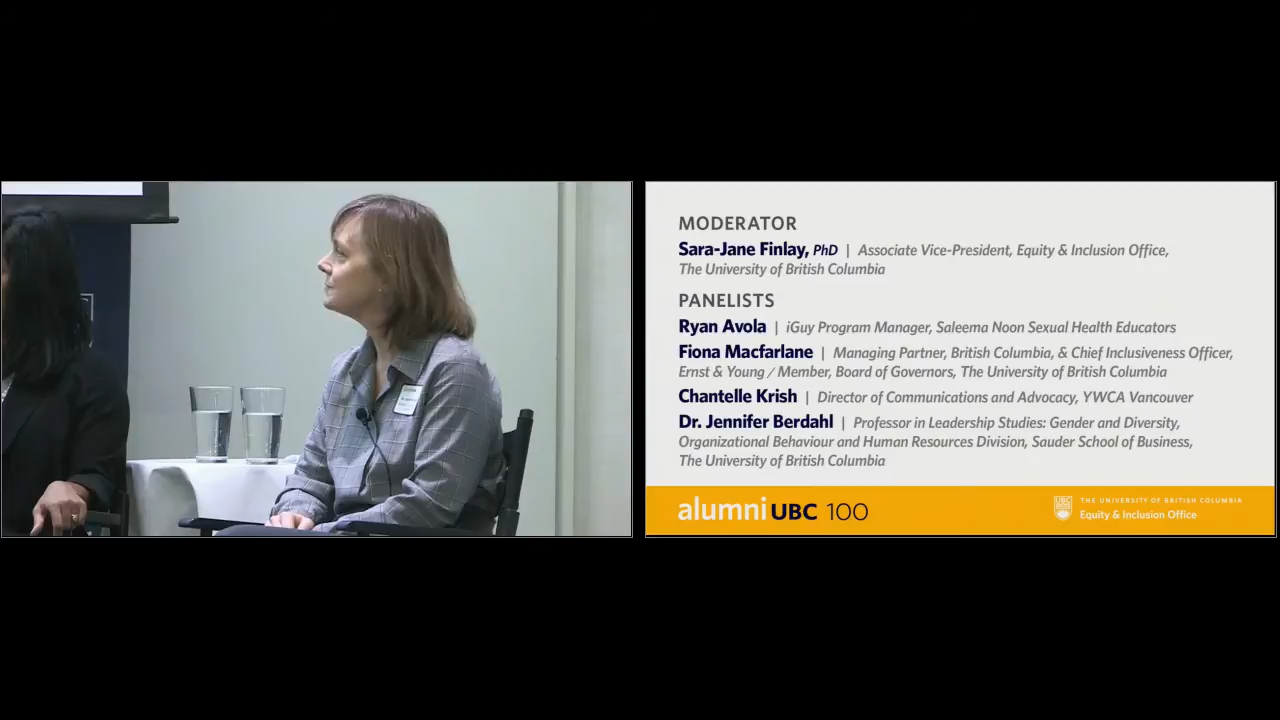 MODERATOR
Sara-Jane Finlay, PhD | Associate Vice-President, Equity & Inclusion Office,
The University of British Columbia
PANELISTS
Ryan Avola | iGuy Program Manager, Saleema Noon Sexual Health Educators
Fiona Macfarlane | Managing Partner, British Columbia, & Chief Inclusiveness Officer,
Ernst & Young / Member, Board of Governors, The University of British Columbia
Chantelle Krish | Director of Communications and Advocacy, YWCA Vancouver
Dr. Jennifer Berdahl | Professor in Leadership Studies: Gender and Diversity,
Organizational Behaviour and Human Resources Division, Sauder School of Business,
The University of British Columbia
alumni UBC 100
UBC
THE UNIVERSITY OF BRITISH COLUMBIA
Equity & Inclusion Office